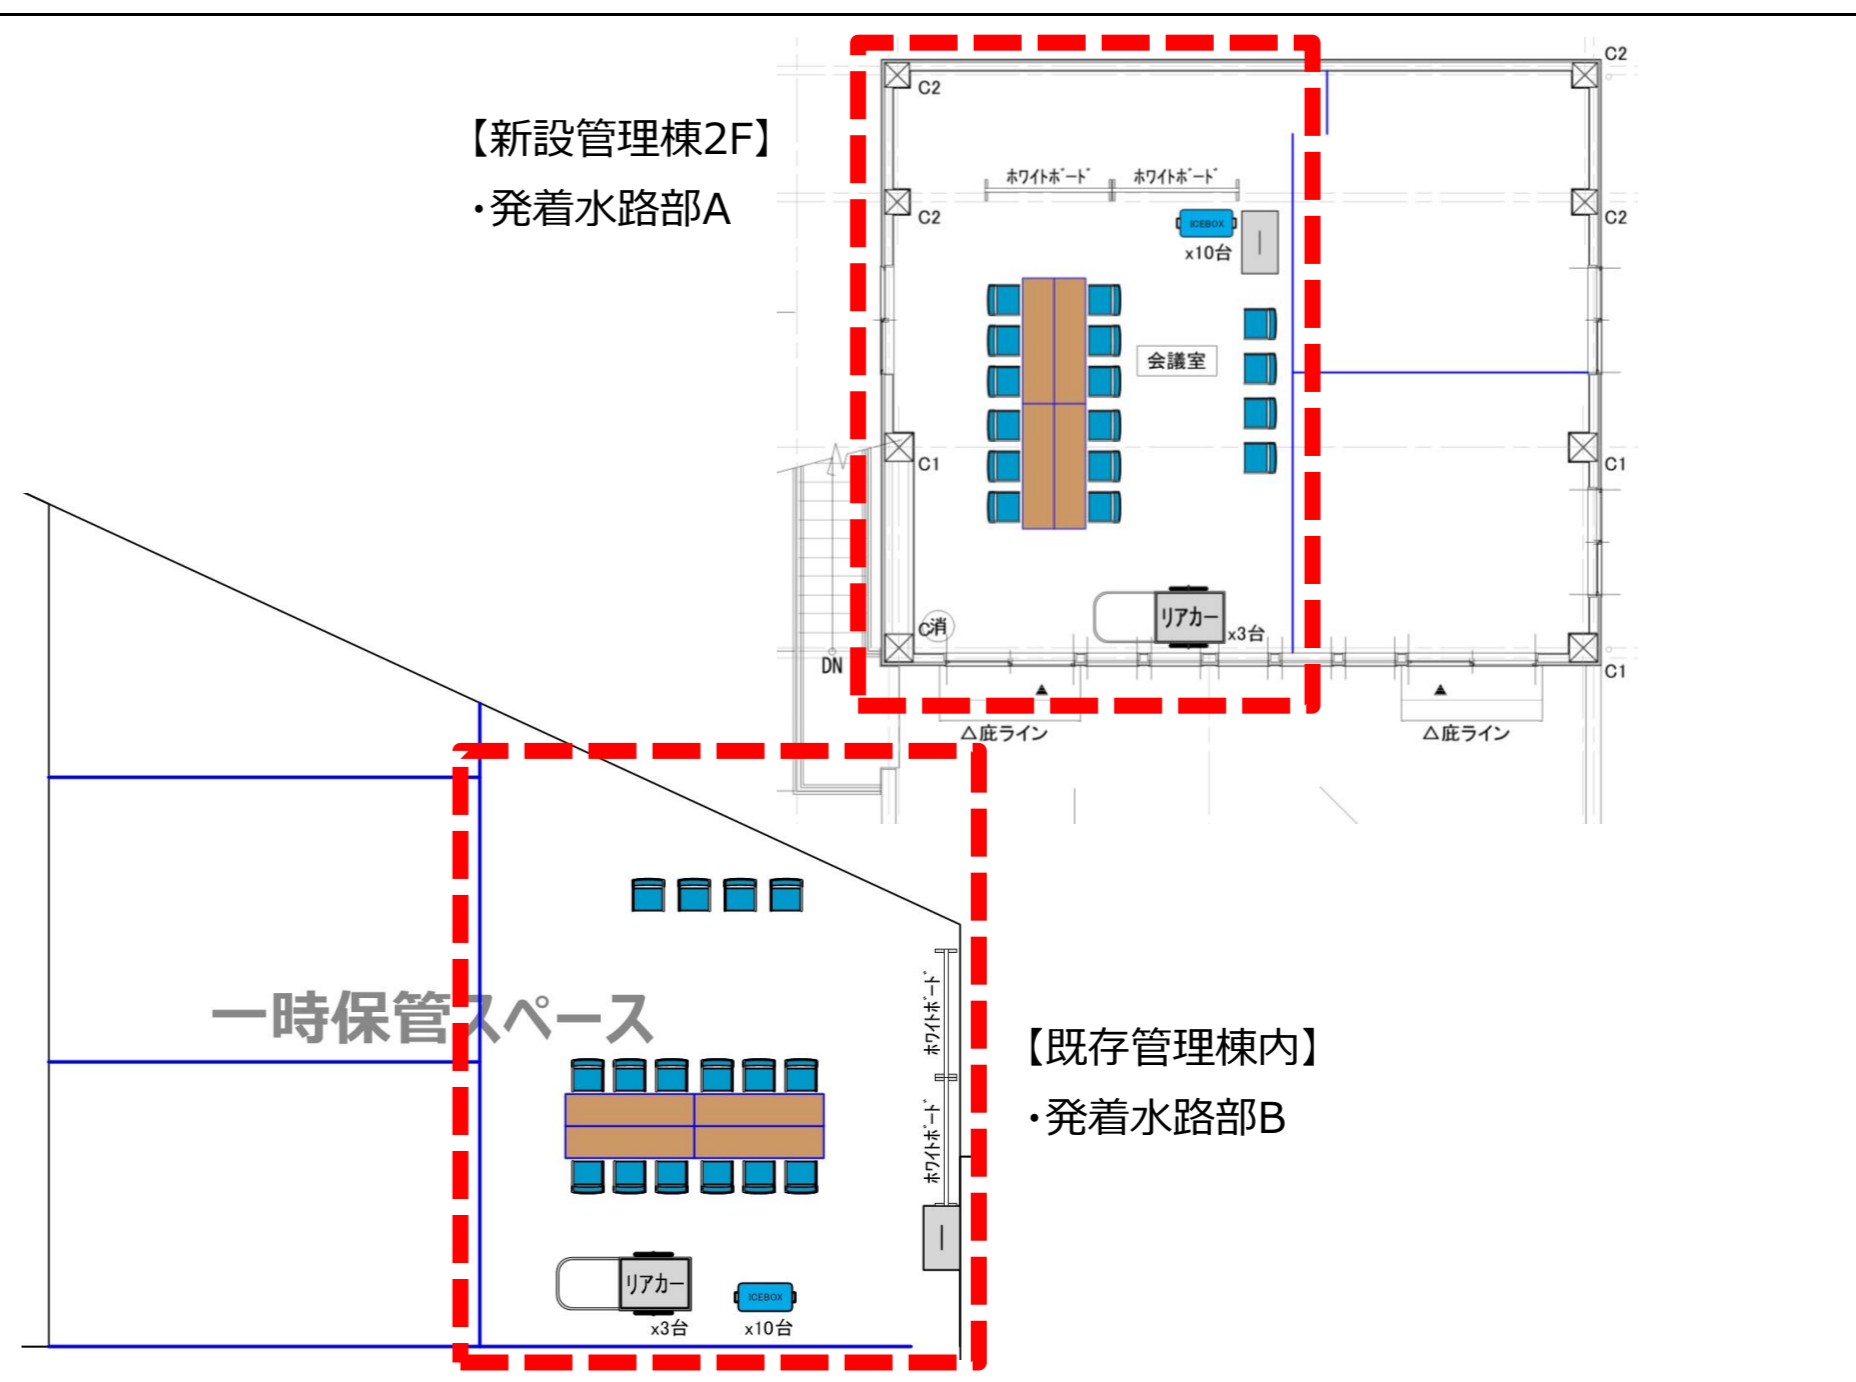 【新設管理棟2F】
・発着水路部A
C2
C2
ホワイトボード
ホワイトボード
C2
C2
ICEBOX
x10台
会議室
C1
C1
リアカー
x3台
C消
DN
C1
△庇ライン
△庇ライン
一時保管スペース
ホワイトボード
ホワイトボード
【既存管理棟内】
・発着水路部B
リアカー
x3台
ICEBOX
x10台